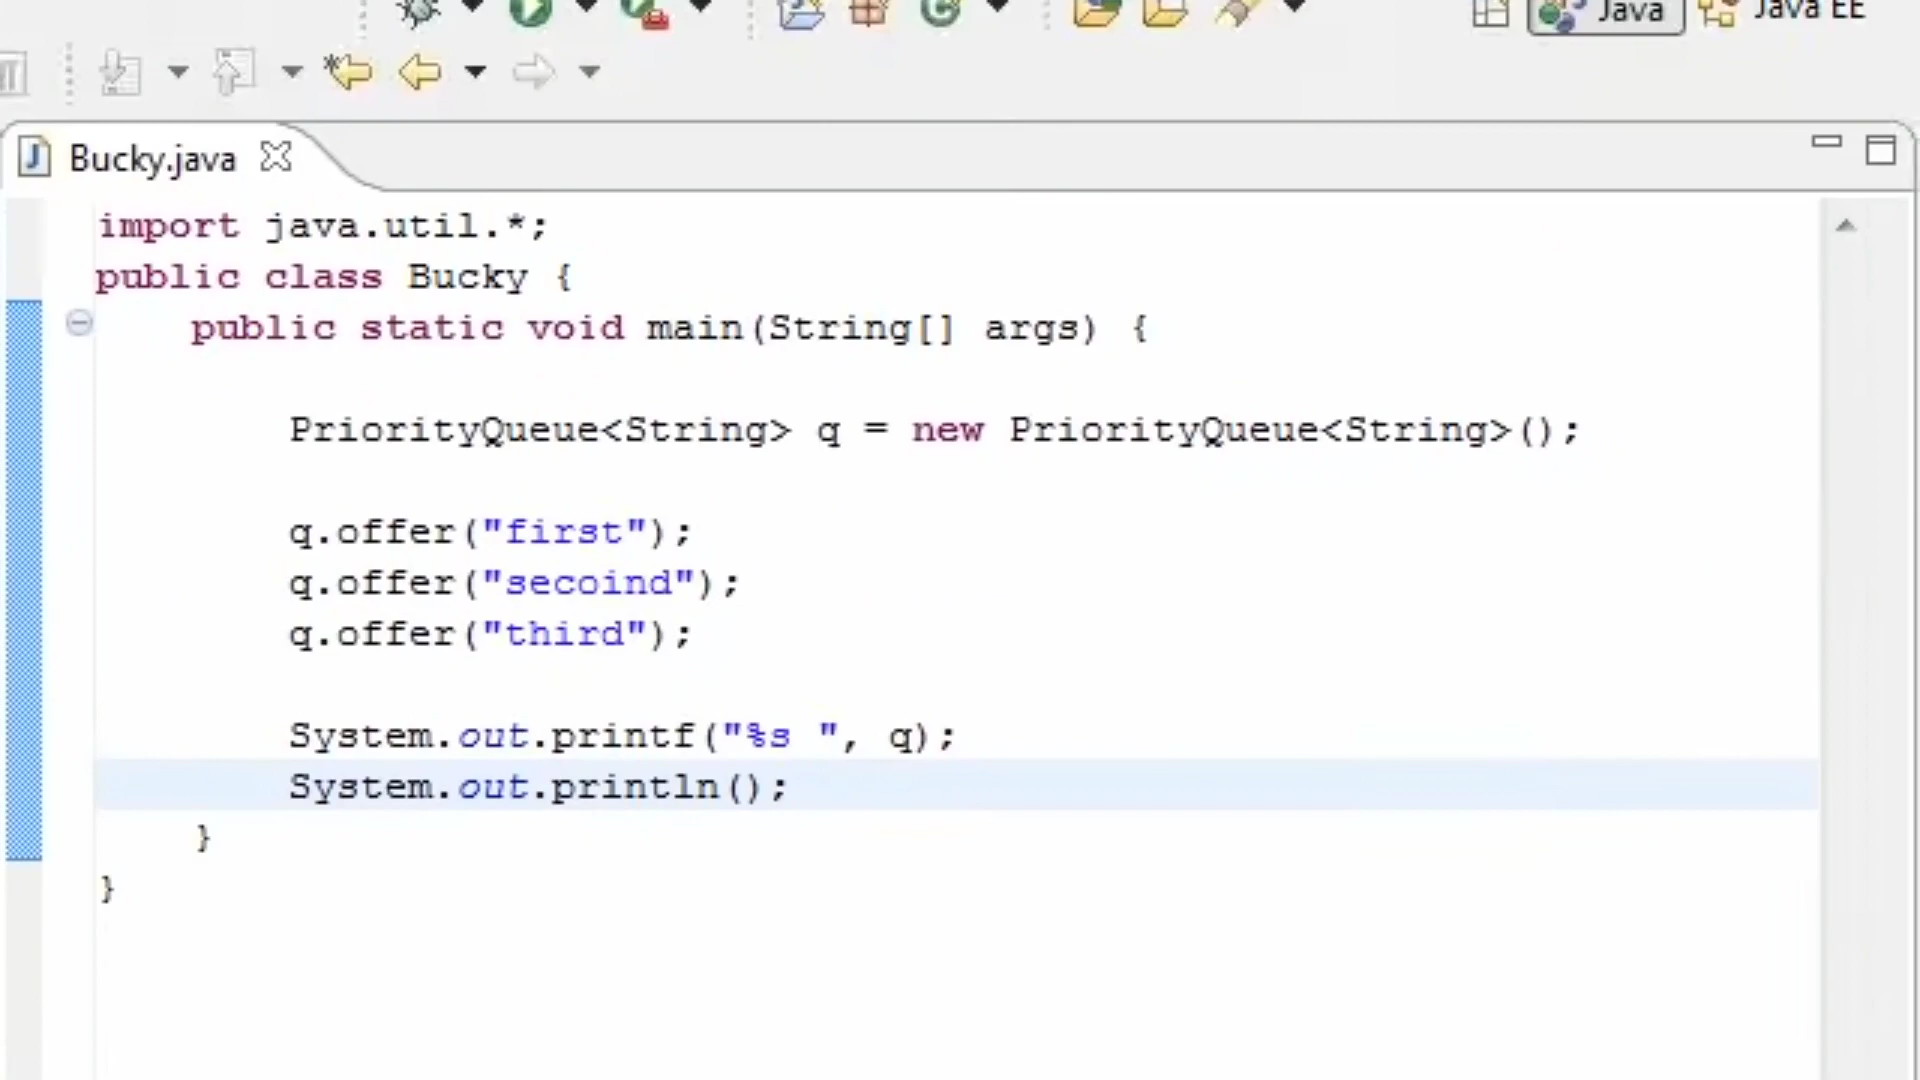 Java Java EE
Bucky.java
import java.util.*;
public class Bucky {
public static void main(String[] args) {
PriorityQueue<String> q = new PriorityQueue<String>();
q.offer("first");
q.offer("secoind");
q.offer("third");
System.out.printf("%s ", q);
System.out.println();
}
}